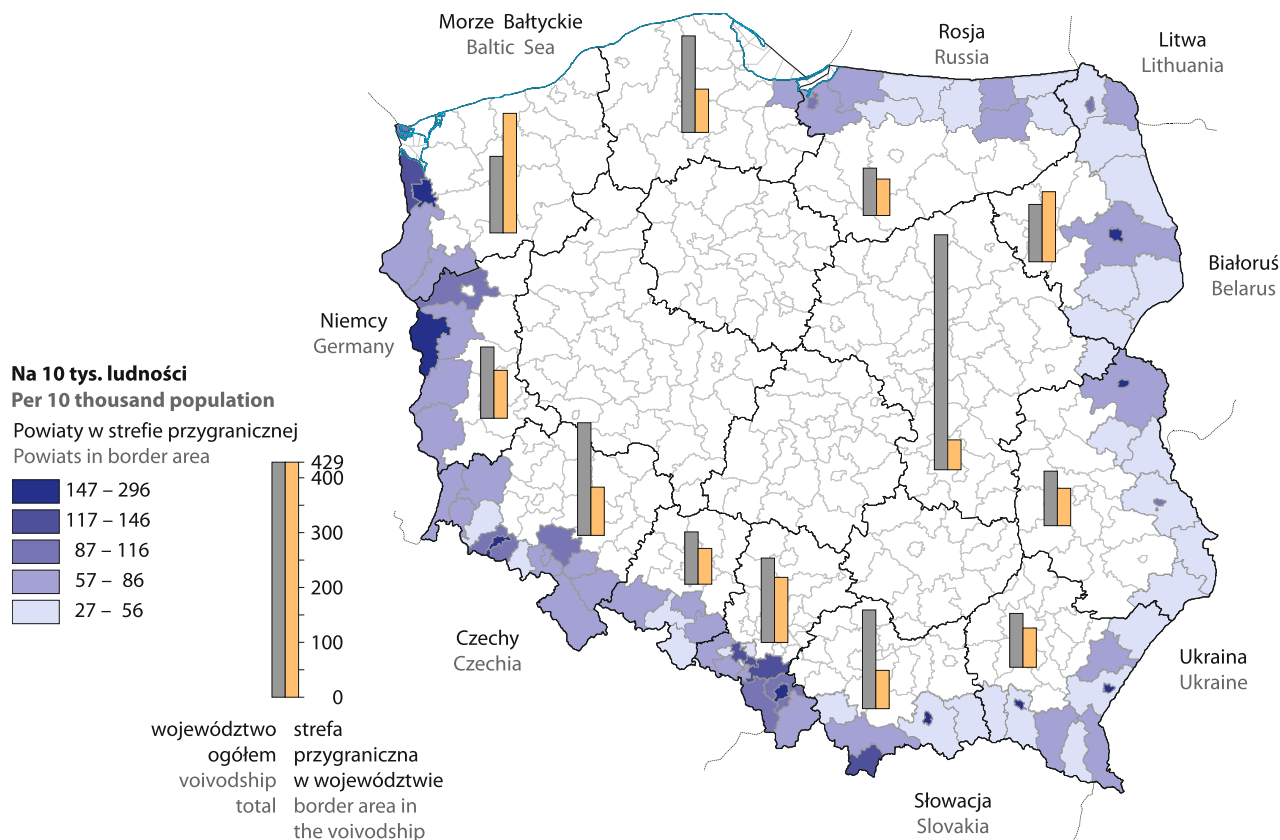 Morze Bałtyckie
Baltic Sea
Rosja
Russia
Litwa
Lithuania
Białoruś
Belarus
Niemcy
Germany
Na 10 tys. ludności
Per 10 thousand population
Powiaty w strefie przygranicznej
Powiats in border area
147 – 296
117 – 146
87 – 116
57 – 86
27 – 56
429
400
300
200
100
0
województwo
ogółem
voivodship
total
strefa
przygraniczna
w województwie
border area in
the voivodship
Czechy
Czechia
Ukraina
Ukraine
Słowacja
Slovakia